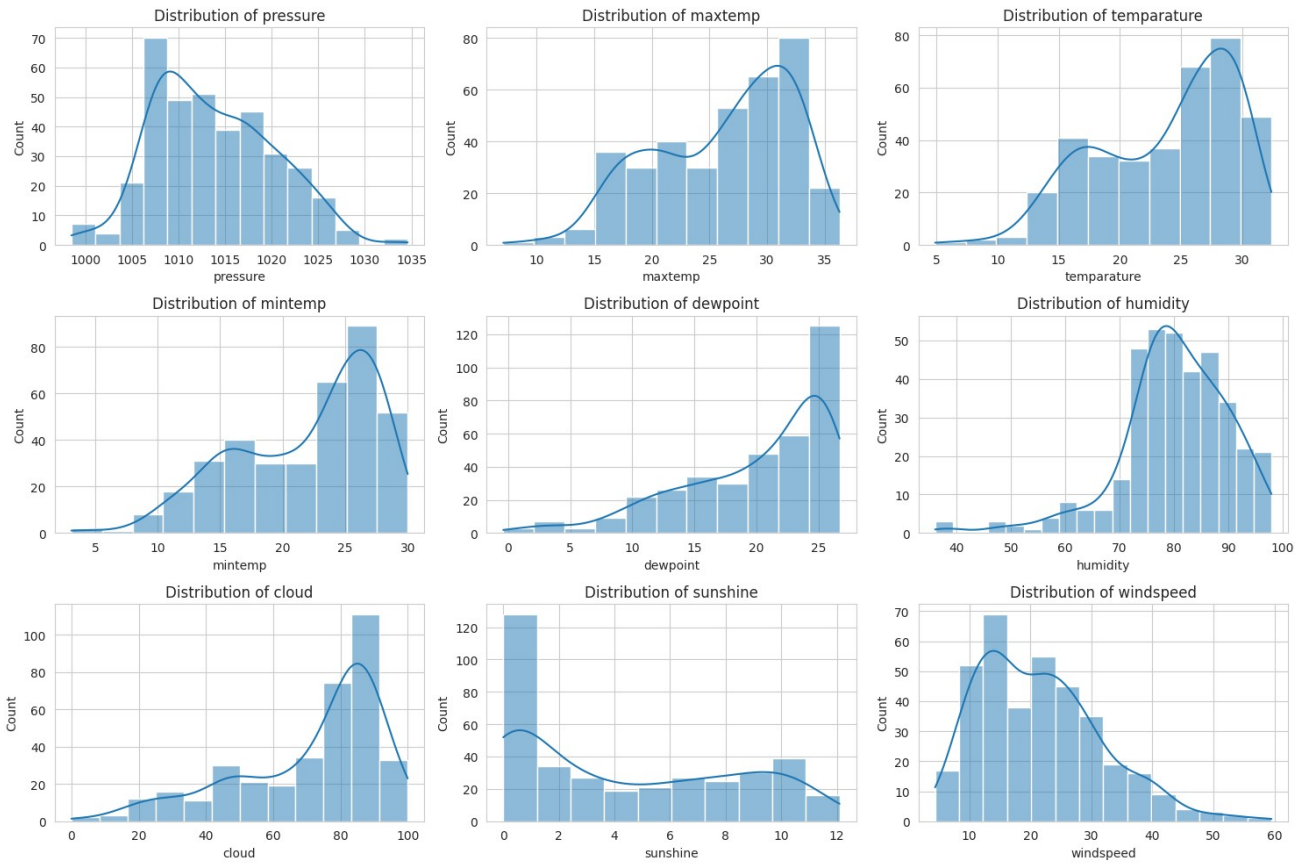 Distribution of pressure
70
60
50
40
30
20
10
0
Count
1000 1005 1010 1015 1020 1025 1030 1035
pressure
Distribution of maxtemp
80
70
60
50
40
30
20
10
0
Count
10 15 20 25 30 35
maxtemp
Distribution of temparature
80
60
40
20
0
Count
5 10 15 20 25 30
temparature
Distribution of mintemp
80
60
40
20
0
Count
5 10 15 20 25 30
mintemp
Distribution of dewpoint
120
100
80
60
40
20
0
Count
0 5 10 15 20 25
dewpoint
Distribution of humidity
50
40
30
20
10
0
Count
40 50 60 70 80 90 100
humidity
Distribution of cloud
100
80
60
40
20
0
Count
0 20 40 60 80 100
cloud
Distribution of sunshine
120
100
80
60
40
20
0
Count
0 2 4 6 8 10 12
sunshine
Distribution of windspeed
70
60
50
40
30
20
10
0
Count
10 20 30 40 50 60
windspeed